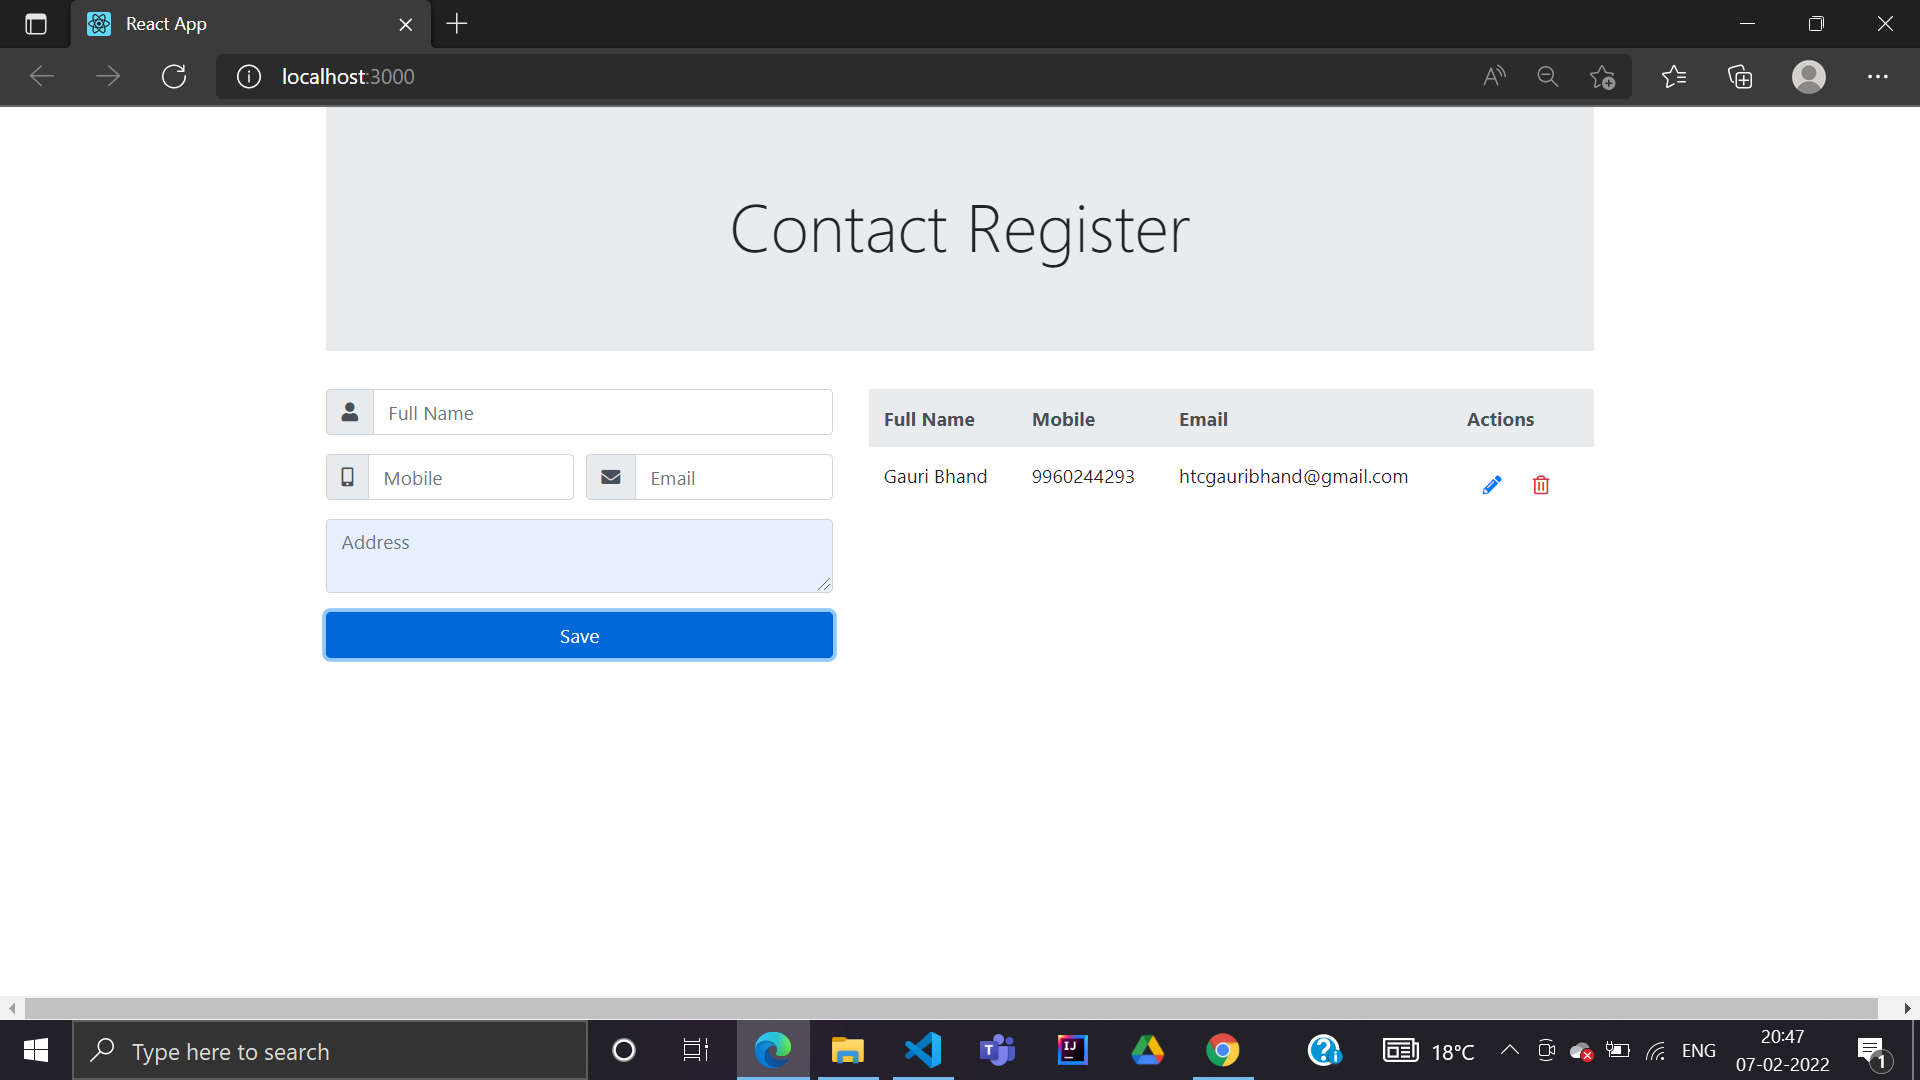 React App
localhost:3000
Contact Register
Full Name
Mobile
Email
Address
Save
Full Name Mobile Email Actions
Gauri Bhand 9960244293 htcgauribhand@gmail.com
Type here to search
18°C
ENG
20:47
07-02-2022
1